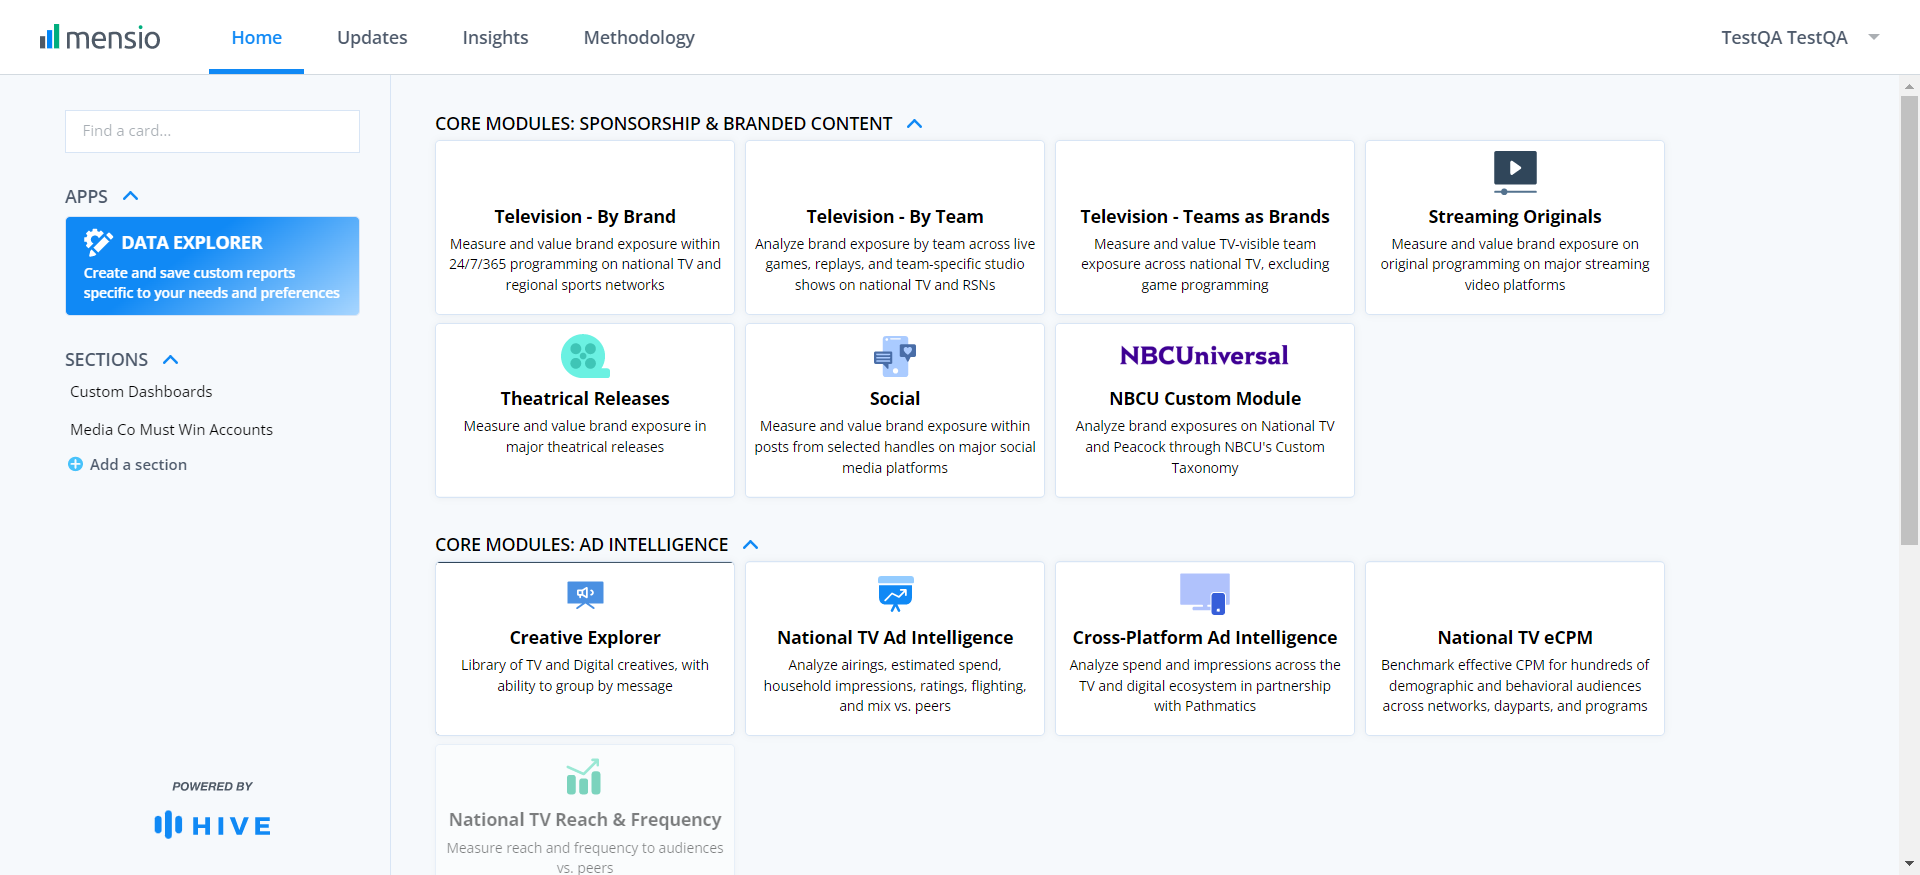 mensio
Home
Updates
Insights
Methodology
TestQA TestQA
Find a card...
APPS
DATA EXPLORER
Create and save custom reports
specific to your needs and preferences
SECTIONS
Custom Dashboards
Media Co Must Win Accounts
Add a section
POWERED BY
HIVE
CORE MODULES: SPONSORSHIP & BRANDED CONTENT
Television - By Brand
Measure and value brand exposure within
24/7/365 programming on national TV and
regional sports networks
Television - By Team
Analyze brand exposure by team across live
games, replays, and team-specific studio
shows on national TV and RSNs
Television - Teams as Brands
Measure and value TV-visible team
exposure across national TV, excluding
game programming
Streaming Originals
Measure and value brand exposure on
original programming on major streaming
video platforms
Theatrical Releases
Measure and value brand exposure in
major theatrical releases
Social
Measure and value brand exposure within
posts from selected handles on major social
media platforms
NBCUniversal
NBCU Custom Module
Analyze brand exposures on National TV
and Peacock through NBCU's Custom
Taxonomy
CORE MODULES: AD INTELLIGENCE
Creative Explorer
Library of TV and Digital creatives, with
ability to group by message
National TV Ad Intelligence
Analyze airings, estimated spend,
household impressions, ratings, flighting,
and mix vs. peers
Cross-Platform Ad Intelligence
Analyze spend and impressions across the
TV and digital ecosystem in partnership
with Pathmatics
National TV eCPM
Benchmark effective CPM for hundreds of
demographic and behavioral audiences
across networks, dayparts, and programs
National TV Reach & Frequency
Measure reach and frequency to audiences
vs. peers